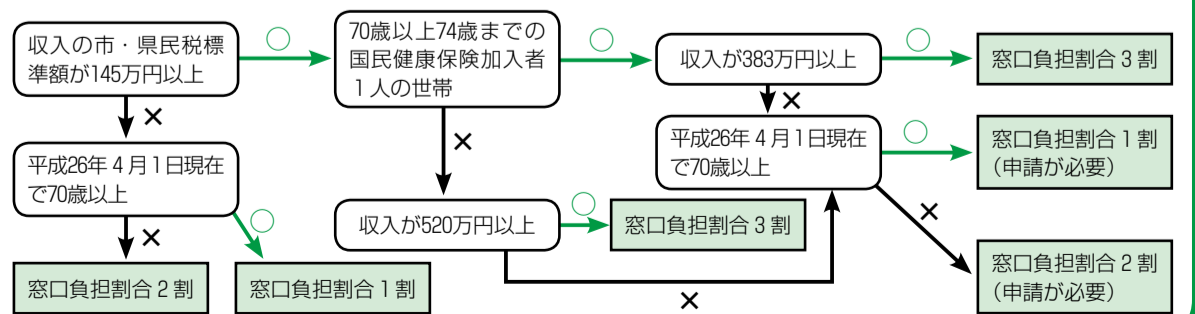 収入の市・県民税標
準額が145万円以上
○
70歳以上74歳までの
国民健康保険加入者
１人の世帯
○
収入が383万円以上
○
窓口負担割合３割
×
平成26年４月１日現在
で70歳以上
○
×
窓口負担割合２割
窓口負担割合１割
×
収入が520万円以上
○
窓口負担割合３割
×
×
平成26年４月１日現在
で70歳以上
○
窓口負担割合１割
（申請が必要）
×
窓口負担割合２割
（申請が必要）